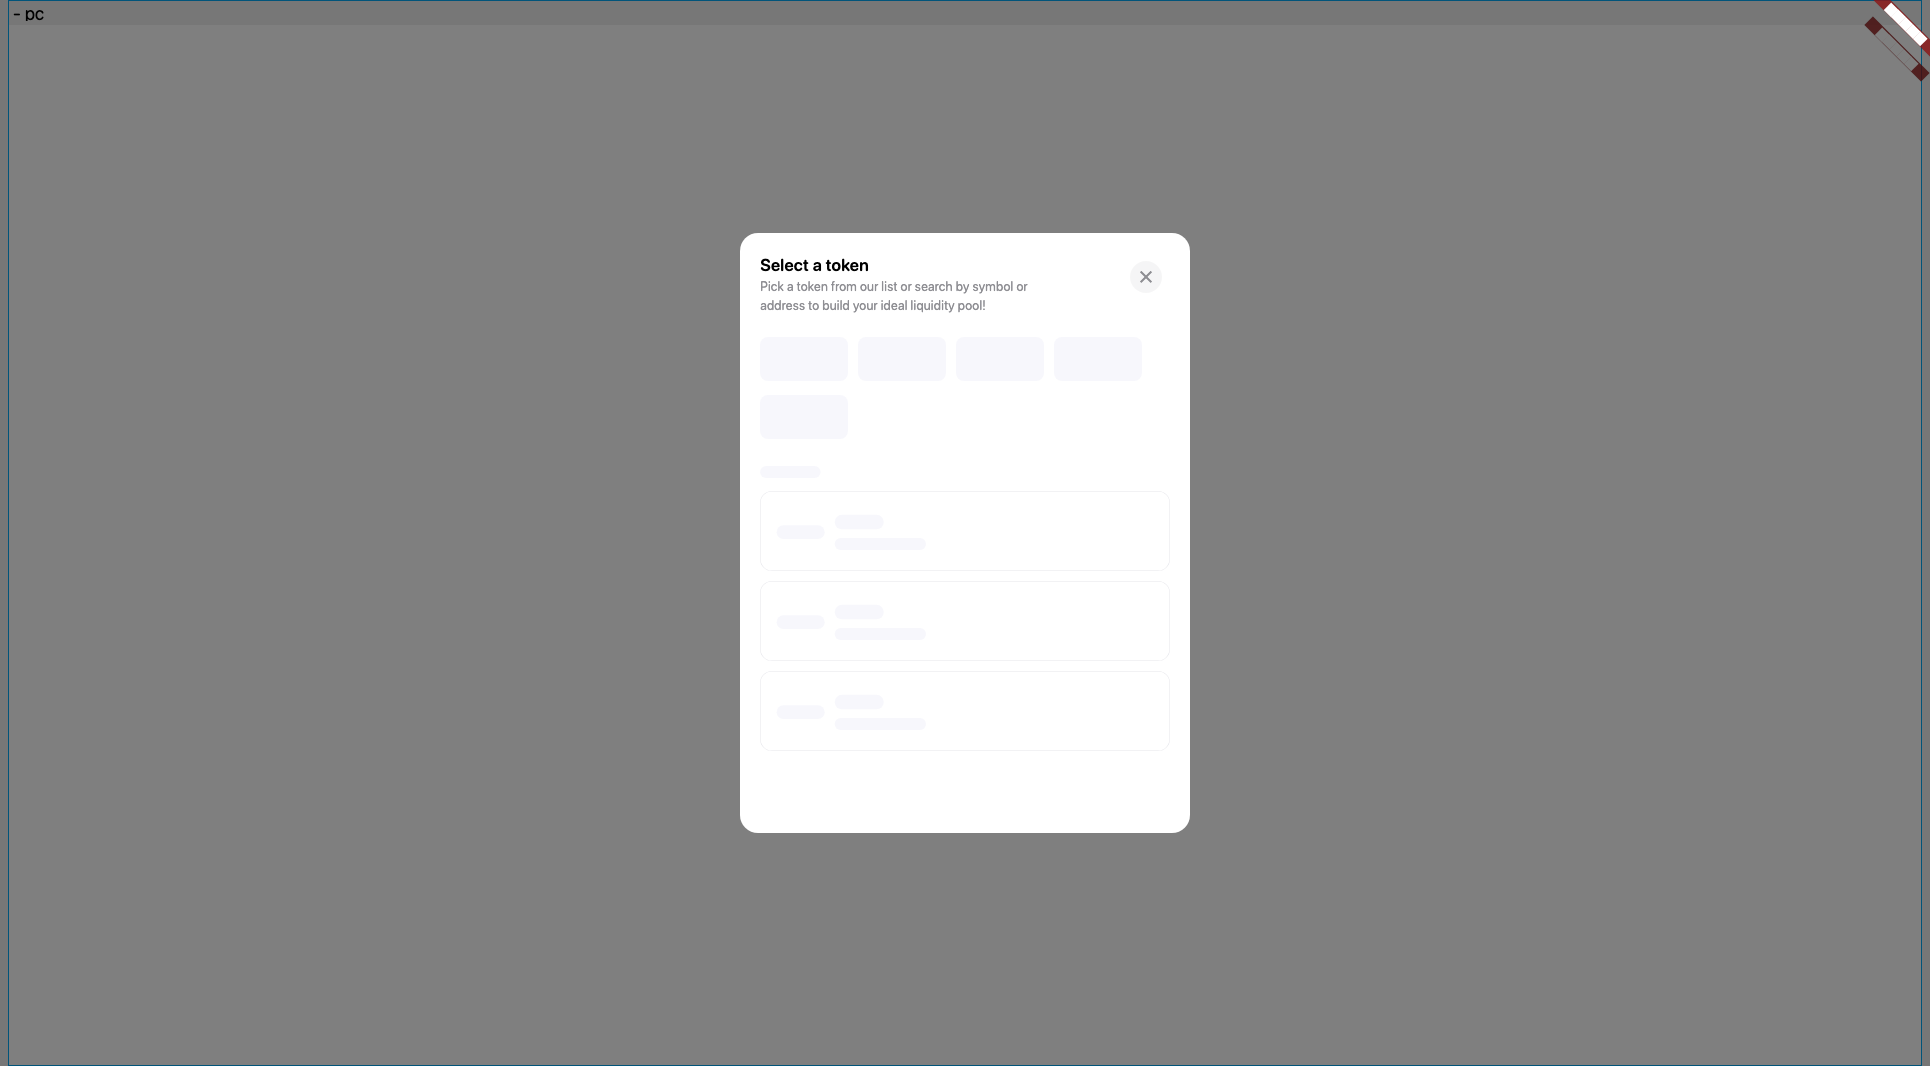 - pc
Select a token
Pick a token from our list or search by symbol or
address to build your ideal liquidity pool!